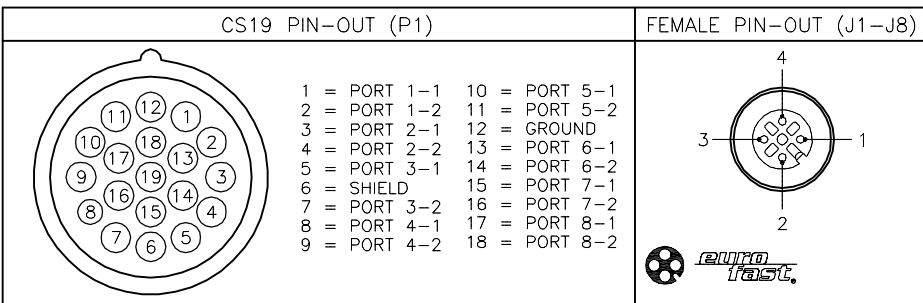 CS19 PIN-OUT (P1)
FEMALE PIN-OUT (J1-J8)
1 = PORT 1-1
2 = PORT 1-2
3 = PORT 2-1
4 = PORT 2-2
5 = PORT 3-1
6 = SHIELD
7 = PORT 3-2
8 = PORT 4-1
9 = PORT 4-2
10 = PORT 5-1
11 = PORT 5-2
12 = GROUND
13 = PORT 6-1
14 = PORT 6-2
15 = PORT 7-1
16 = PORT 7-2
17 = PORT 8-1
18 = PORT 8-2
11 12 1
10 18 2
17 13
9 19 3
16 14
8 15 4
7 6 5
4
3 1
2
euro
fast.